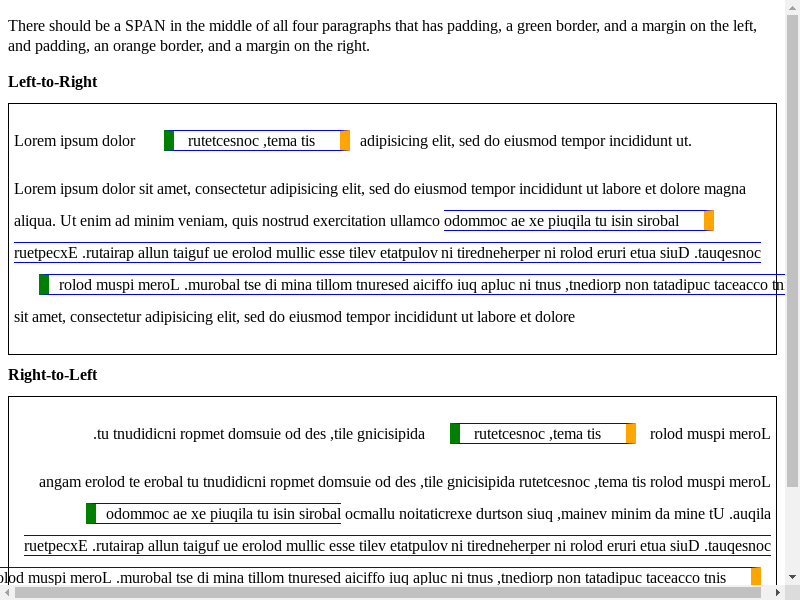 There should be a SPAN in the middle of all four paragraphs that has padding, a green border, and a margin on the left,
and padding, an orange border, and a margin on the right.
Left-to-Right
Lorem ipsum dolor rutetcesnoc ,tema tis adipisicing elit, sed do eiusmod tempor incididunt ut.
Lorem ipsum dolor sit amet, consectetur adipisicing elit, sed do eiusmod tempor incididunt ut labore et dolore magna
aliqua. Ut enim ad minim veniam, quis nostrud exercitation ullamco odommoc ae xe piuqila tu isin sirobal
ruetpecxE .rutairap allun taiguf ue erolod mullic esse tilev etatpulov ni tiredneherper ni rolod eruri etua siuD .tauqesnoc
rolod muspi meroL .murobal tse di mina tillom tnuresed aiciffo iuq apluc ni tnus ,tnediorp non tatadipuc taceacco tn
sit amet, consectetur adipisicing elit, sed do eiusmod tempor incididunt ut labore et dolore
Right-to-Left
.tu tnudidicni ropmet domsuie od des ,tile gnicisipida rutetcesnoc ,tema tis rolod muspi meroL
angam erolod te erobal tu tnudidicni ropmet domsuie od des ,tile gnicisipida rutetcesnoc ,tema tis rolod muspi meroL
odommoc ae xe piuqila tu isin sirobal ocmallu noitaticrexe durtson siuq ,mainev minim da mine tU .auqila
ruetpecxE .rutairap allun taiguf ue erolod mullic esse tilev etatpulov ni tiredneherper ni rolod eruri etua siuD .tauqesnoc
olod muspi meroL .murobal tse di mina tillom tnuresed aiciffo iuq apluc ni tnus ,tnediorp non tatadipuc taceacco tnis